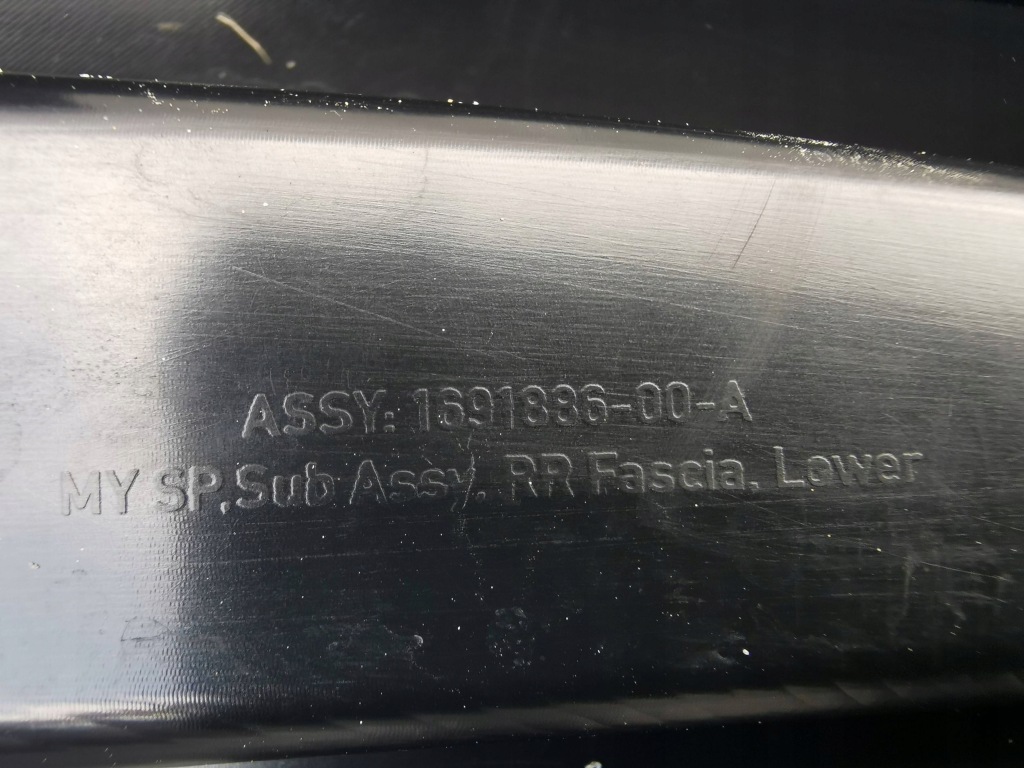 ASSY: 1691886-00-A
MY SP,Sub Assy, RR Fascia, Lower